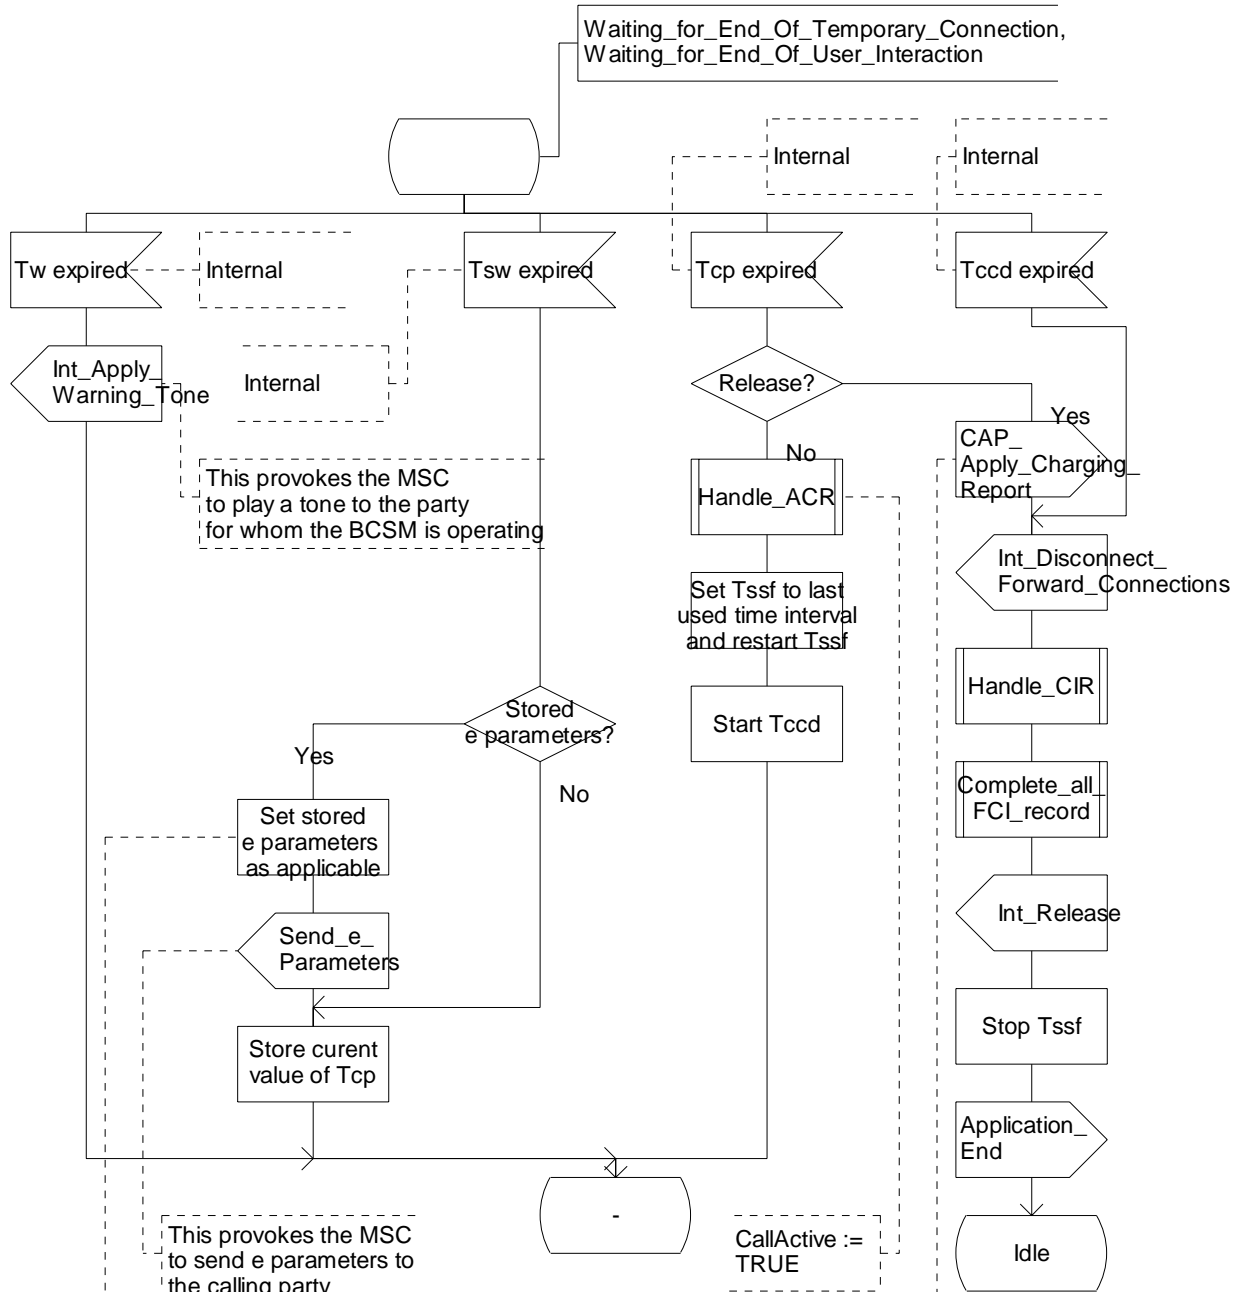 Waiting_for_End_Of_Temporary_Connection,
Waiting_for_End_Of_User_Interaction
Internal
Internal
Tw expired
Internal
Tsw expired
Tcp expired
Tccd expired
Int_Apply_
Warning_Tone
Internal
Release?
Yes
No
CAP_
Apply_Charging_
Report
This provokes the MSC
to play a tone to the party
for whom the BCSM is operating
Handle_ACR
Int_Disconnect_
Forward_Connections
Set Tssf to last
used time interval
and restart Tssf
Handle_CIR
Stored
e parameters?
Start Tccd
Yes
No
Complete_all_
FCI_record
Set stored
e parameters
as applicable
Int_Release
Send_e_
Parameters
Stop Tssf
Store curent
value of Tcp
Application_
End
-
Idle
This provokes the MSC
to send e parameters to
the calling party
CallActive :=
TRUE